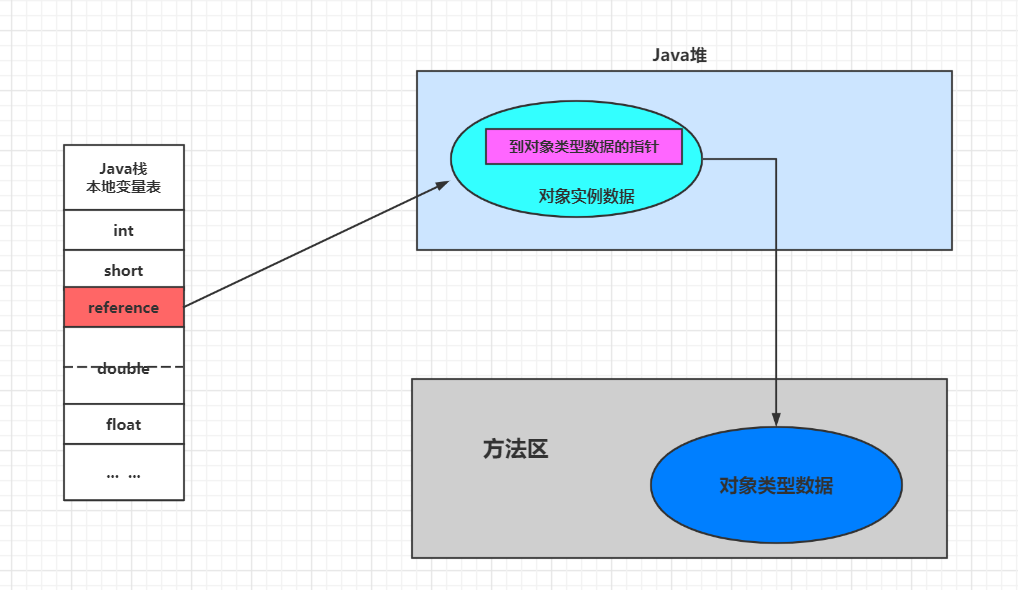 Java堆
到对象类型数据的指针
对象实例数据
Java栈
本地变量表
int
short
reference
double
float
... ...
方法区
对象类型数据